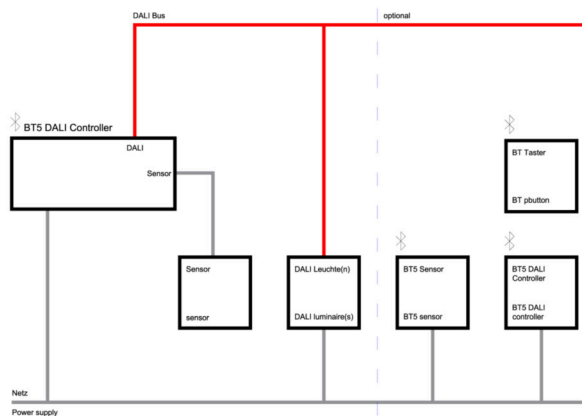 DALI Bus
optional
BT5 DALI Controller
DALI
Sensor
BT Taster
BT pbutton
Sensor
sensor
DALI Leuchte(n)
DALI luminaire(s)
BT5 Sensor
BT5 sensor
BT5 DALI
Controller
BT5 DALI
controller
Netz
Power supply